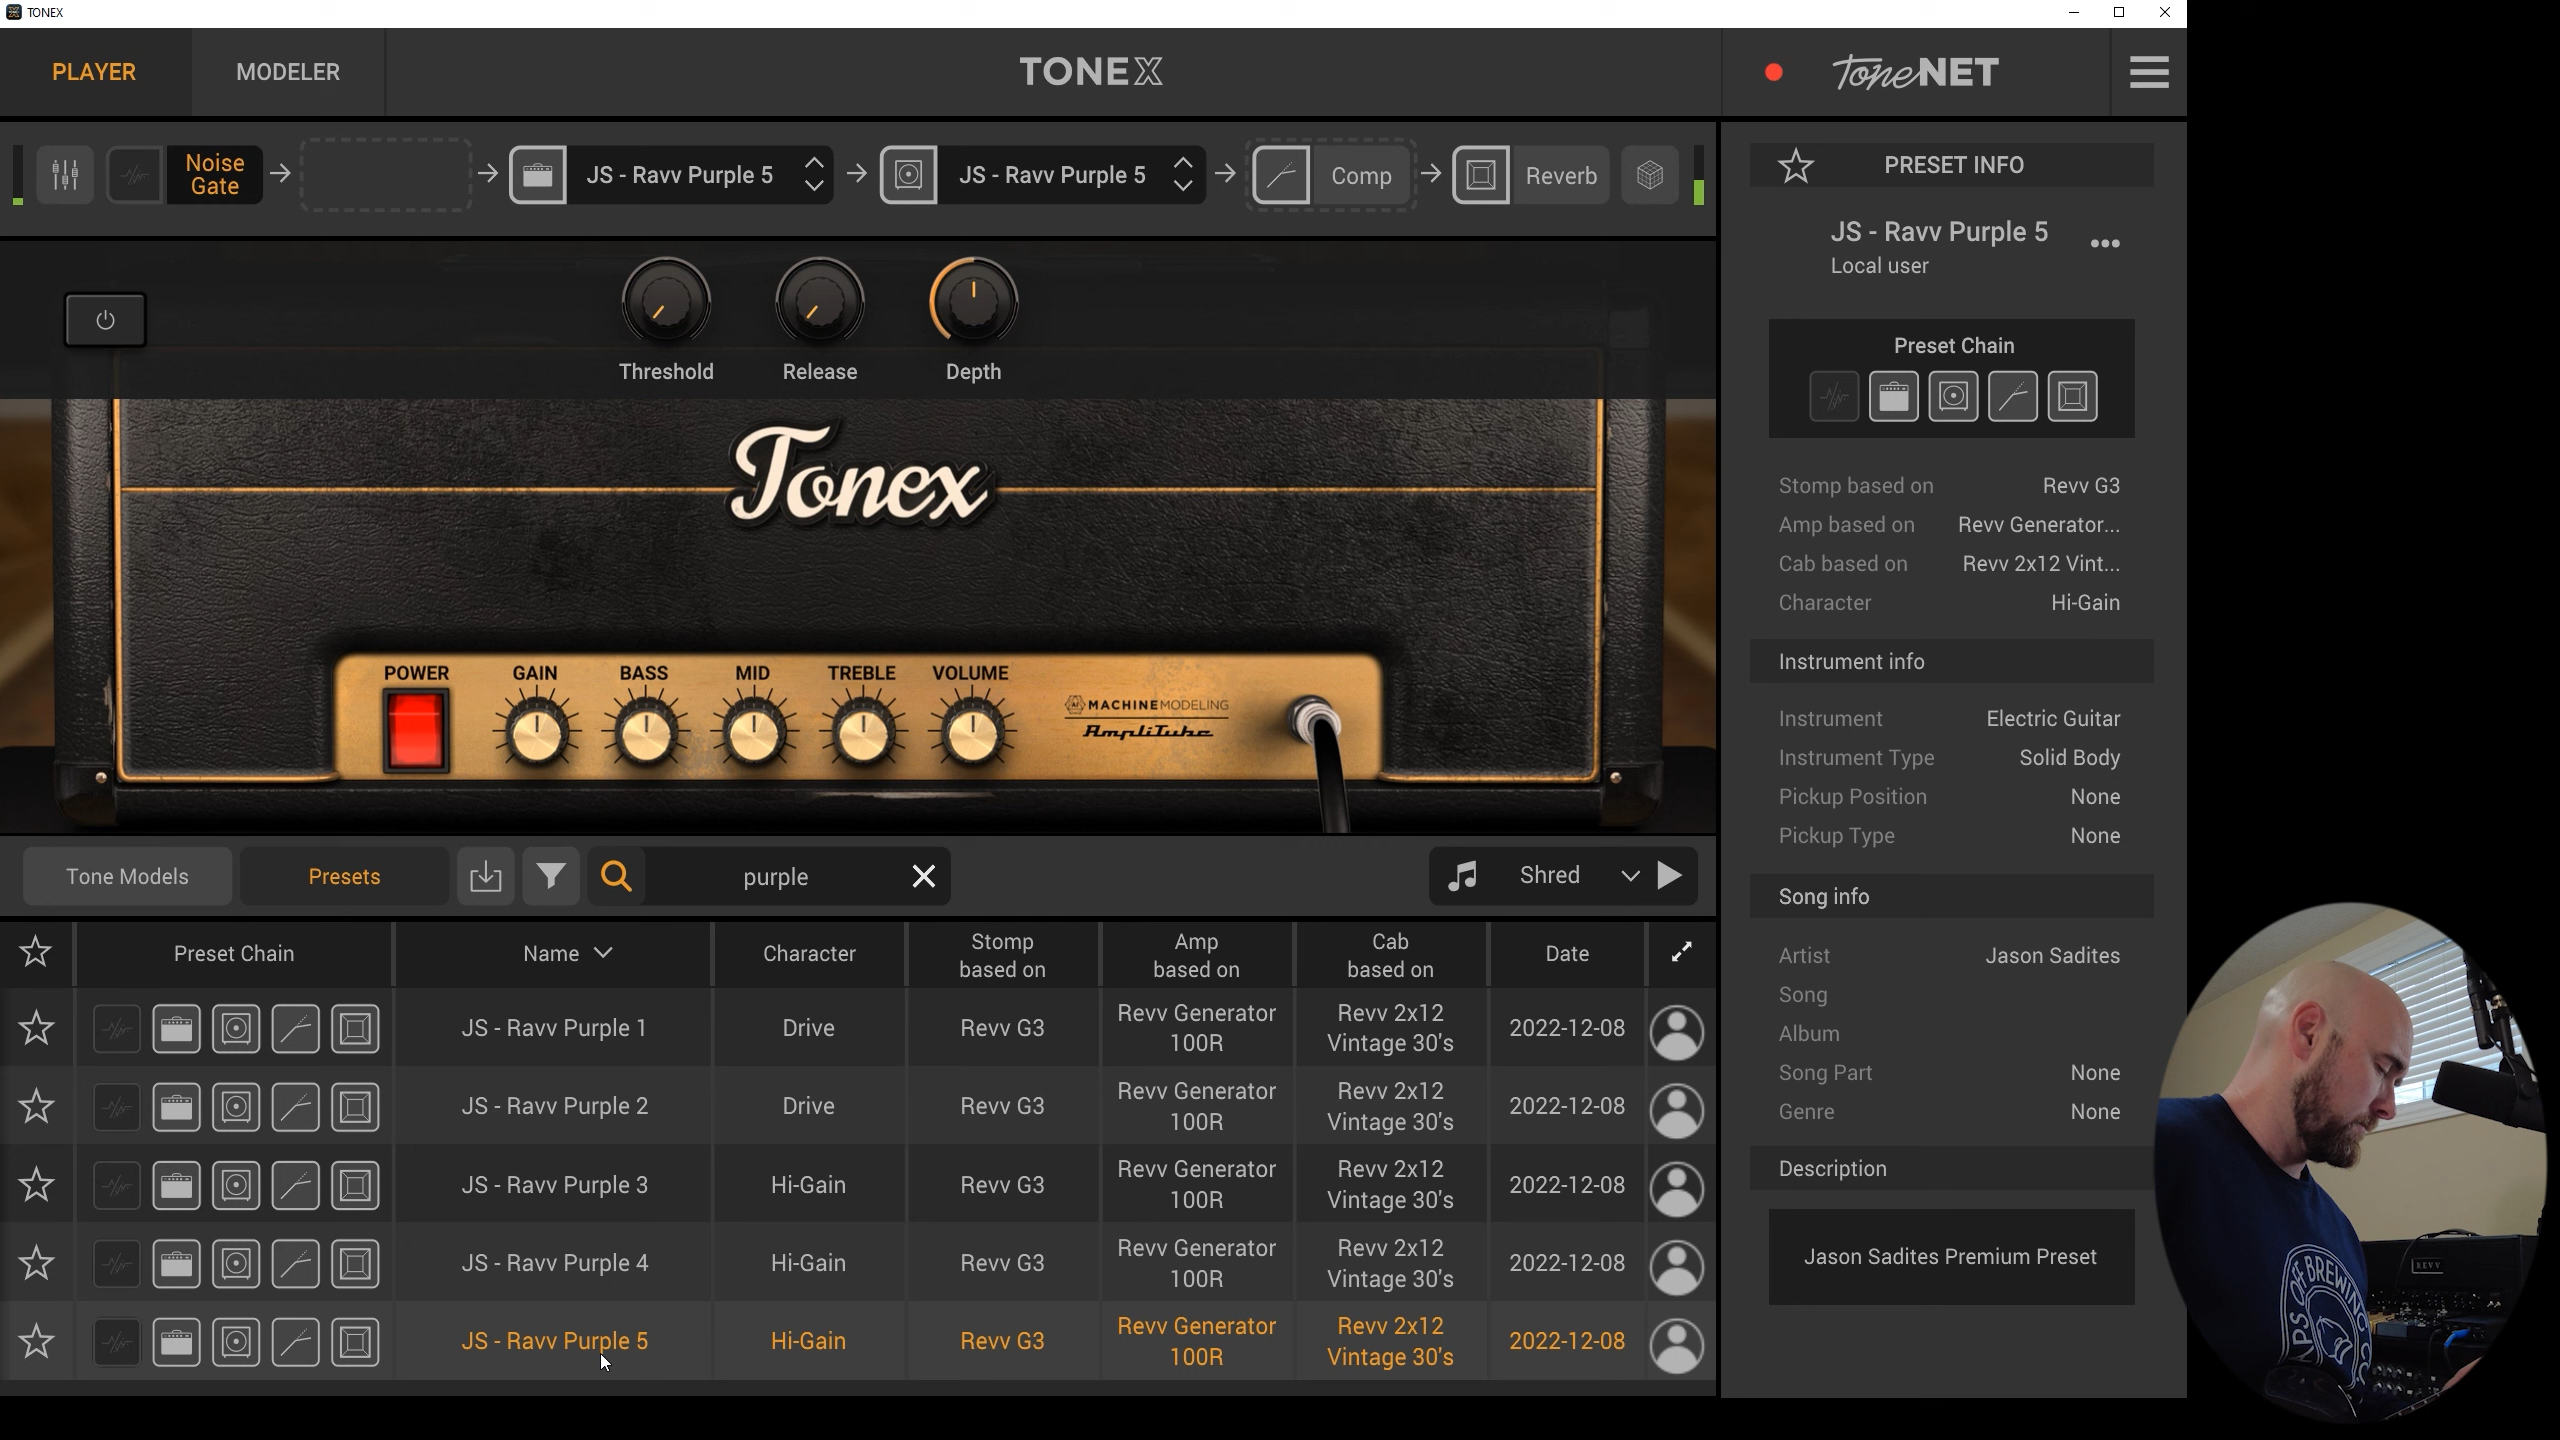 TONEX
PLAYER
MODELER
TONEX
ToneNET
Noise
Gate
JS - Ravv Purple 5
JS - Ravv Purple 5
Comp
Reverb
Threshold
Release
Depth
Tonex
POWER
GAIN
BASS
MID
TREBLE
VOLUME
AI MACHINE MODELING
AmpliTube
Tone Models
Presets
purple
Shred
Preset Chain
Name
Character
Stomp
based on
Amp
based on
Cab
based on
Date
JS - Ravv Purple 1
Drive
Revv G3
Revv Generator
100R
Revv 2x12
Vintage 30's
2022-12-08
JS - Ravv Purple 2
Drive
Revv G3
Revv Generator
100R
Revv 2x12
Vintage 30's
2022-12-08
JS - Ravv Purple 3
Hi-Gain
Revv G3
Revv Generator
100R
Revv 2x12
Vintage 30's
2022-12-08
JS - Ravv Purple 4
Hi-Gain
Revv G3
Revv Generator
100R
Revv 2x12
Vintage 30's
2022-12-08
JS - Ravv Purple 5
Hi-Gain
Revv G3
Revv Generator
100R
Revv 2x12
Vintage 30's
2022-12-08
PRESET INFO
JS - Ravv Purple 5
Local user
Preset Chain
Stomp based on Revv G3
Amp based on Revv Generator...
Cab based on Revv 2x12 Vint...
Character Hi-Gain
Instrument info
Instrument Electric Guitar
Instrument Type Solid Body
Pickup Position None
Pickup Type None
Song info
Artist Jason Sadites
Song
Album
Song Part None
Genre None
Description
Jason Sadites Premium Preset
REVV
OFF BREWING